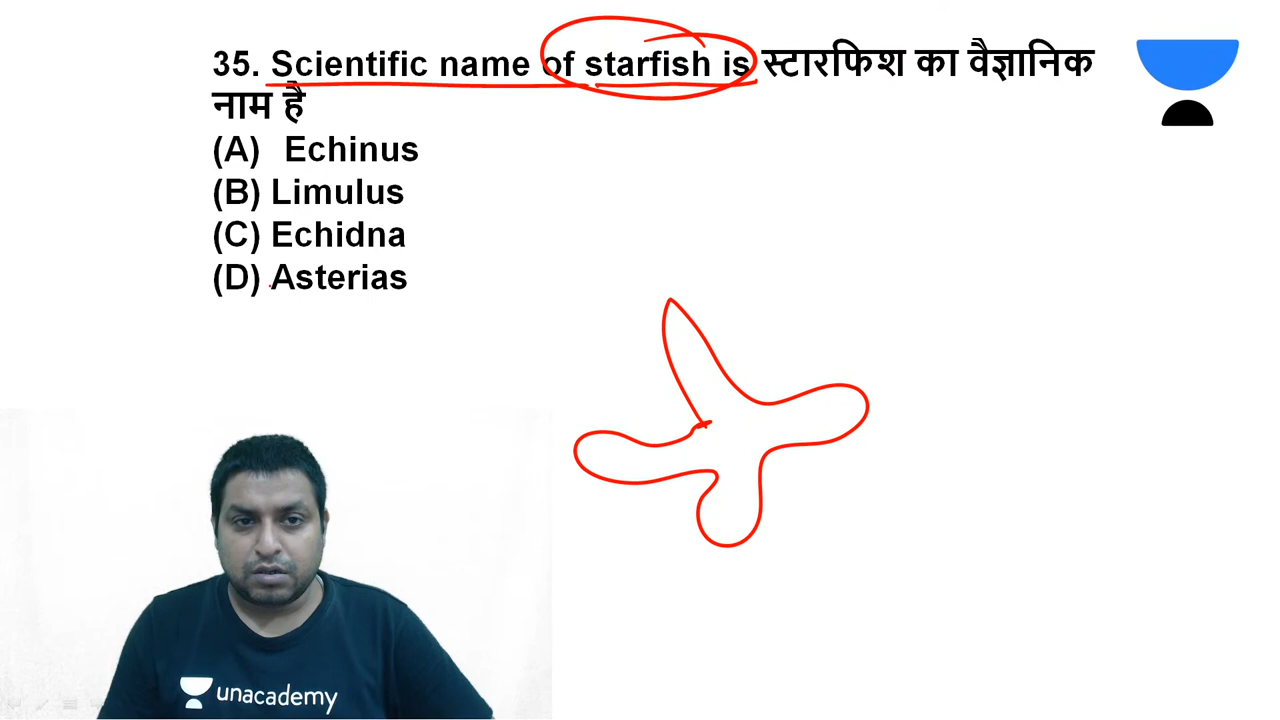 35. Scientific name of starfish is स्टारफिश का वैज्ञानिक
नाम है
(A) Echinus
(B) Limulus
(C) Echidna
(D) Asterias
unacademy